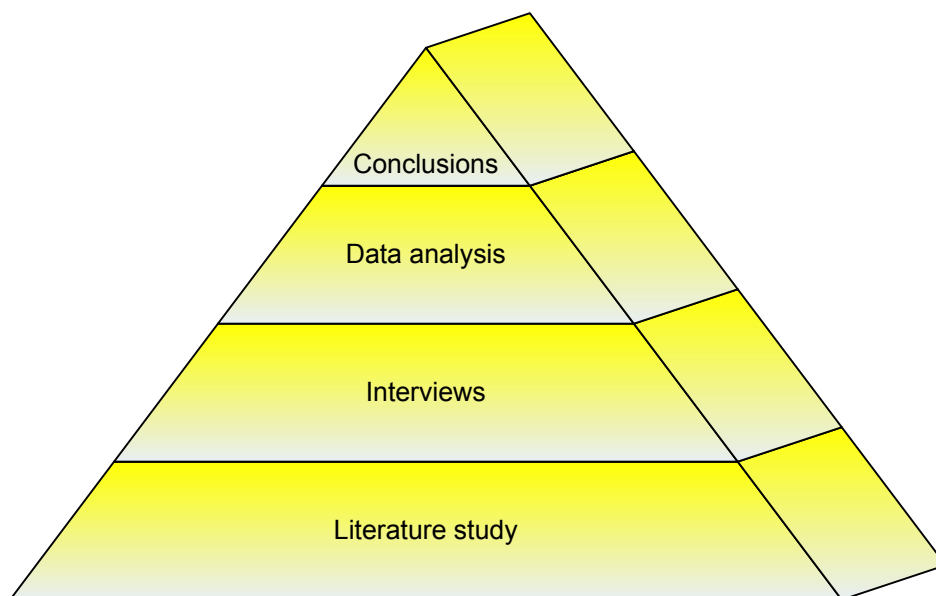 Conclusions
Data analysis
Interviews
Literature study